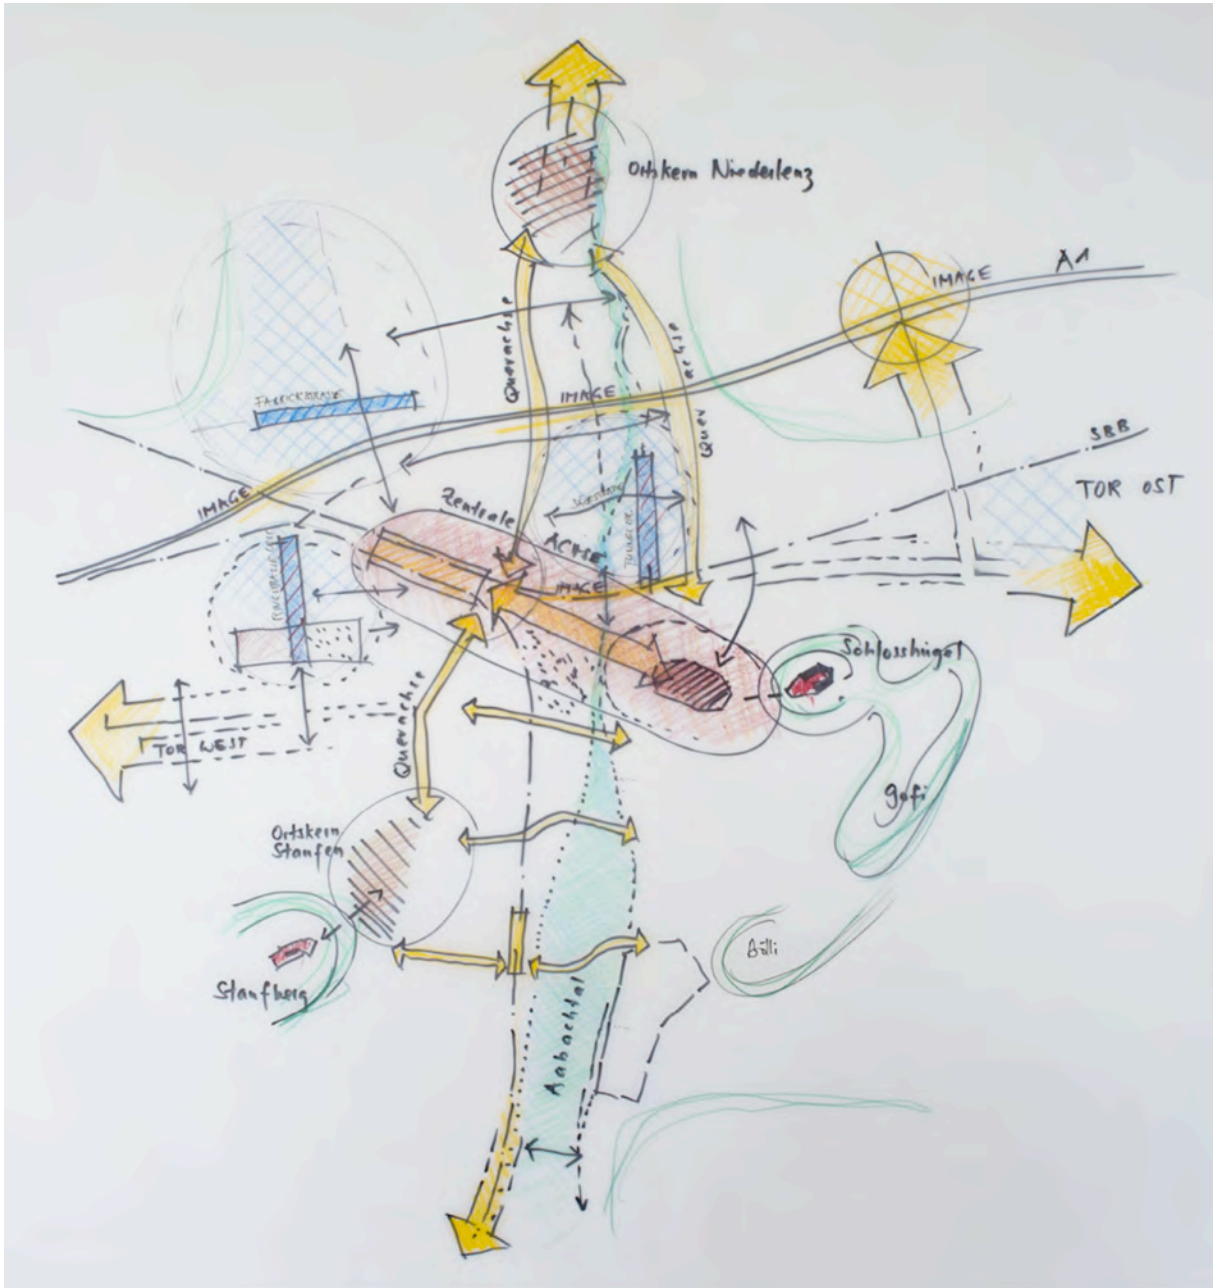 Ortskern Niederlenz
A1
IMAGE
Querachse
Querachse
IMAGE
SBB
TOR OST
IMAGE
Zentrale
ACHSE
IMAGE
Schlosshügel
TOR WEST
Querachse
gofi
Ortskern
Staufen
Staufberg
Bölli
Aabachtal